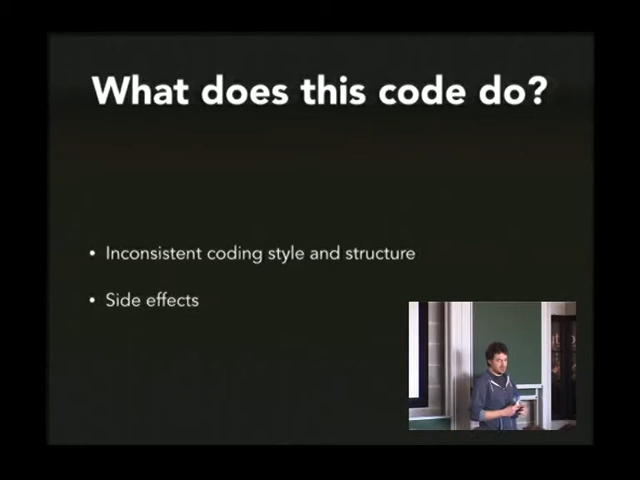 What does this code do?
• Inconsistent coding style and structure
• Side effects